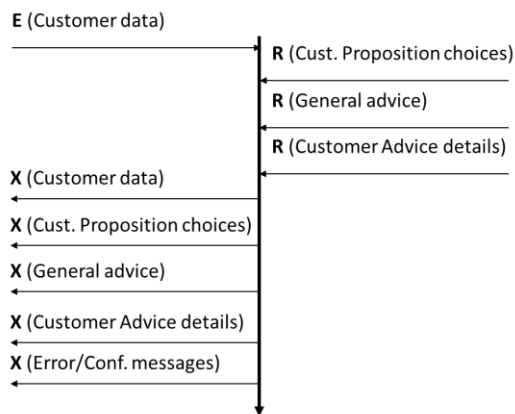 E (Customer data)
R (Cust. Proposition choices)
R (General advice)
R (Customer Advice details)
X (Customer data)
X (Cust. Proposition choices)
X (General advice)
X (Customer Advice details)
X (Error/Conf. messages)